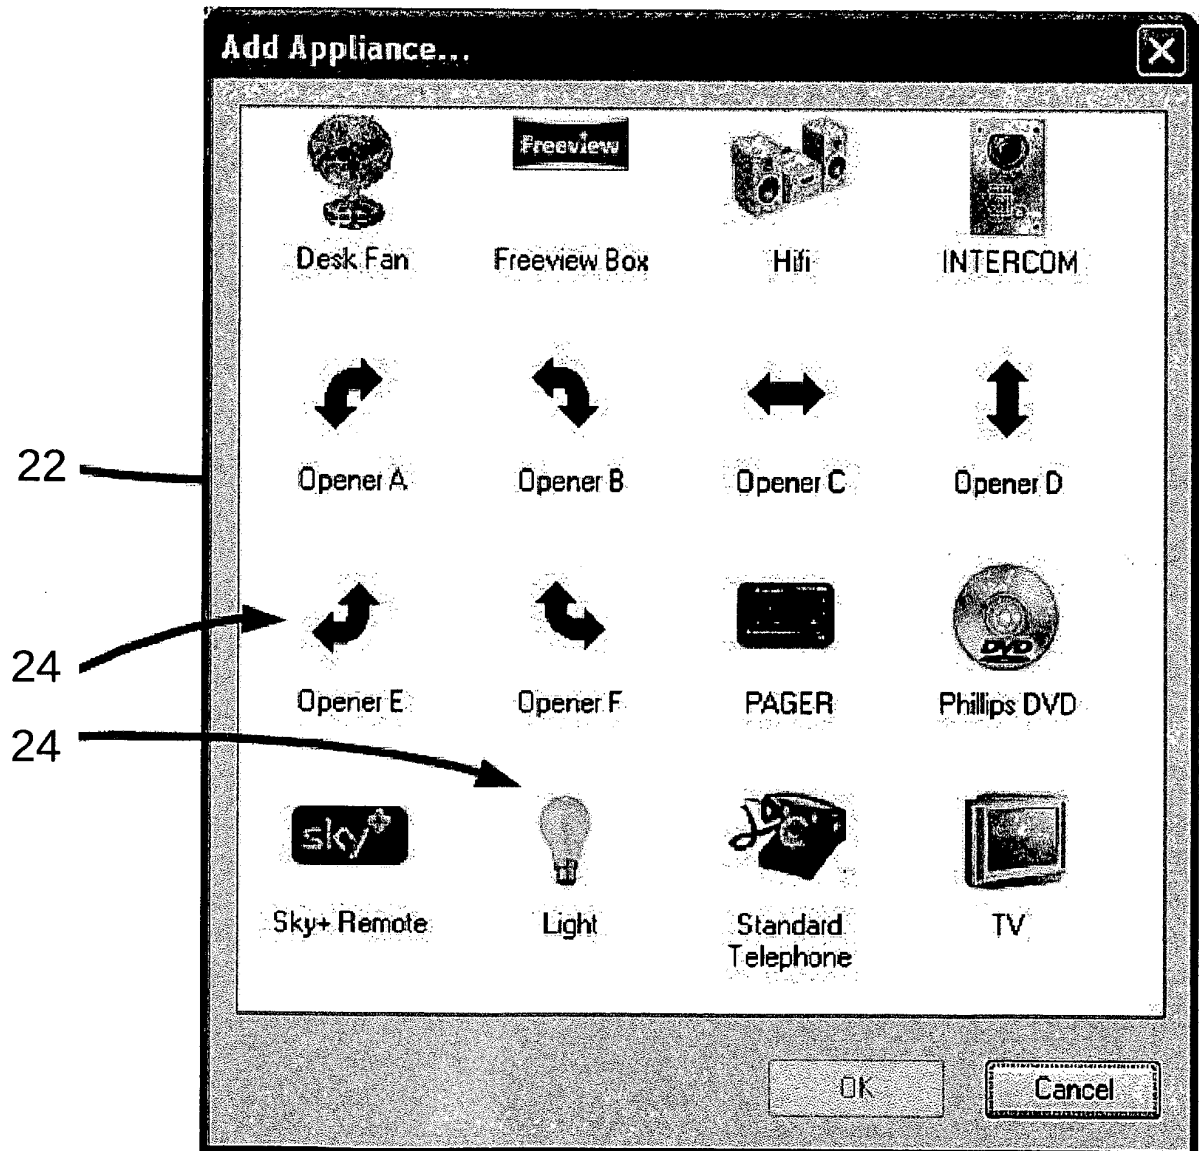 Add Appliance...
Freeview
Desk Fan Freeview Box Hifi INTERCOM
Opener A Opener B Opener C Opener D
22
DVD
24
Opener E Opener F PAGER Phillips DVD
24
sky+
Sky+ Remote Light Standard Telephone TV
OK Cancel